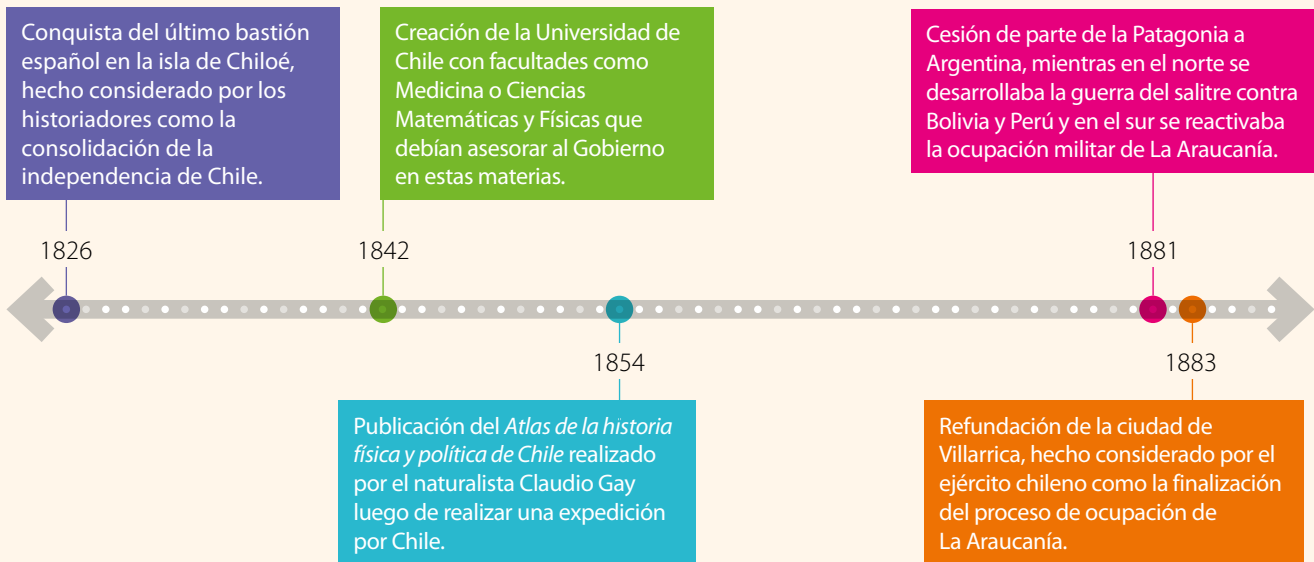 Conquista del último bastión
español en la isla de Chiloé,
hecho considerado por los
historiadores como la
consolidación de la
independencia de Chile.
1826
Creación de la Universidad de
Chile con facultades como
Medicina o Ciencias
Matemáticas y Físicas que
debían asesorar al Gobierno
en estas materias.
1842
1854
Publicación del Atlas de la historia
física y política de Chile realizado
por el naturalista Claudio Gay
luego de realizar una expedición
por Chile.
Cesión de parte de la Patagonia a
Argentina, mientras en el norte se
desarrollaba la guerra del salitre contra
Bolivia y Perú y en el sur se reactivaba
la ocupación militar de La Araucanía.
1881
1883
Refundación de la ciudad de
Villarrica, hecho considerado por el
ejército chileno como la finalización
del proceso de ocupación de
La Araucanía.